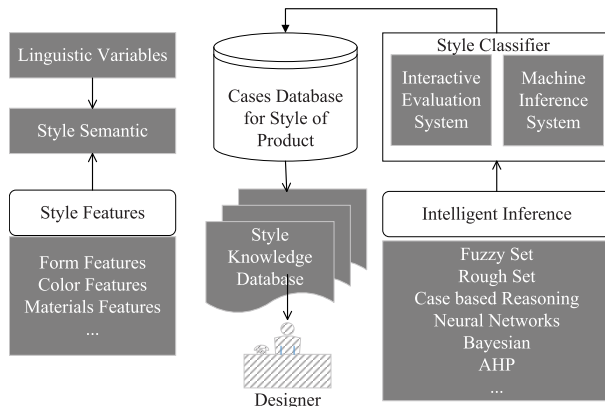 Linguistic Variables
Style Semantic
Style Features
Form Features
Color Features
Materials Features
...
Cases Database
for Style of
Product
Style
Knowledge
Database
Designer
Style Classifier
Interactive
Evaluation
System
Machine
Inference
System
Intelligent Inference
Fuzzy Set
Rough Set
Case based Reasoning
Neural Networks
Bayesian
AHP
...